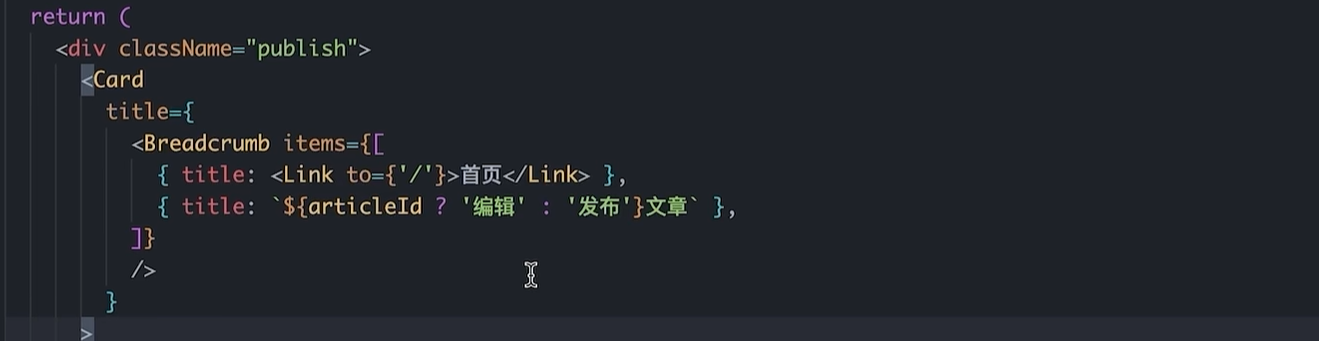 return (
<div className="publish">
<Card
title={
<Breadcrumb items={[
{ title: <Link to={'/'}>首页</Link> },
{ title: `${articleId ? '编辑' : '发布'}文章` },
]}
/>
}
>